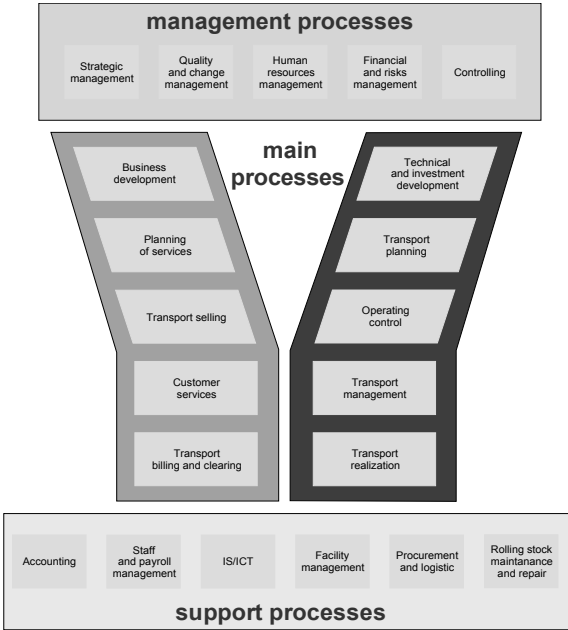 management processes
Strategic
management
Quality
and change
management
Human
resources
management
Financial
and risks
management
Controlling
main
processes
Business
development
Planning
of services
Transport selling
Customer
services
Transport
billing and clearing
Technical
and investment
development
Transport
planning
Operating
control
Transport
management
Transport
realization
Accounting
Staff
and payroll
management
IS/ICT
Facility
management
Procurement
and logistic
Rolling stock
maintanance
and repair
support processes